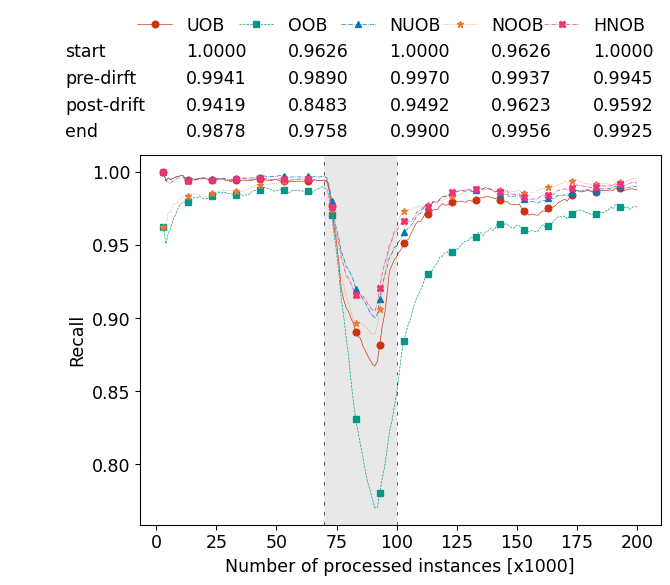 UOB OOB NUOB NOOB HNOB
start 1.0000 0.9626 1.0000 0.9626 1.0000
pre-dirft 0.9941 0.9890 0.9970 0.9937 0.9945
post-drift 0.9419 0.8483 0.9492 0.9623 0.9592
end 0.9878 0.9758 0.9900 0.9956 0.9925
1.00
0.95
0.90
0.85
0.80
Recall
0 25 50 75 100 125 150 175 200
Number of processed instances [x1000]